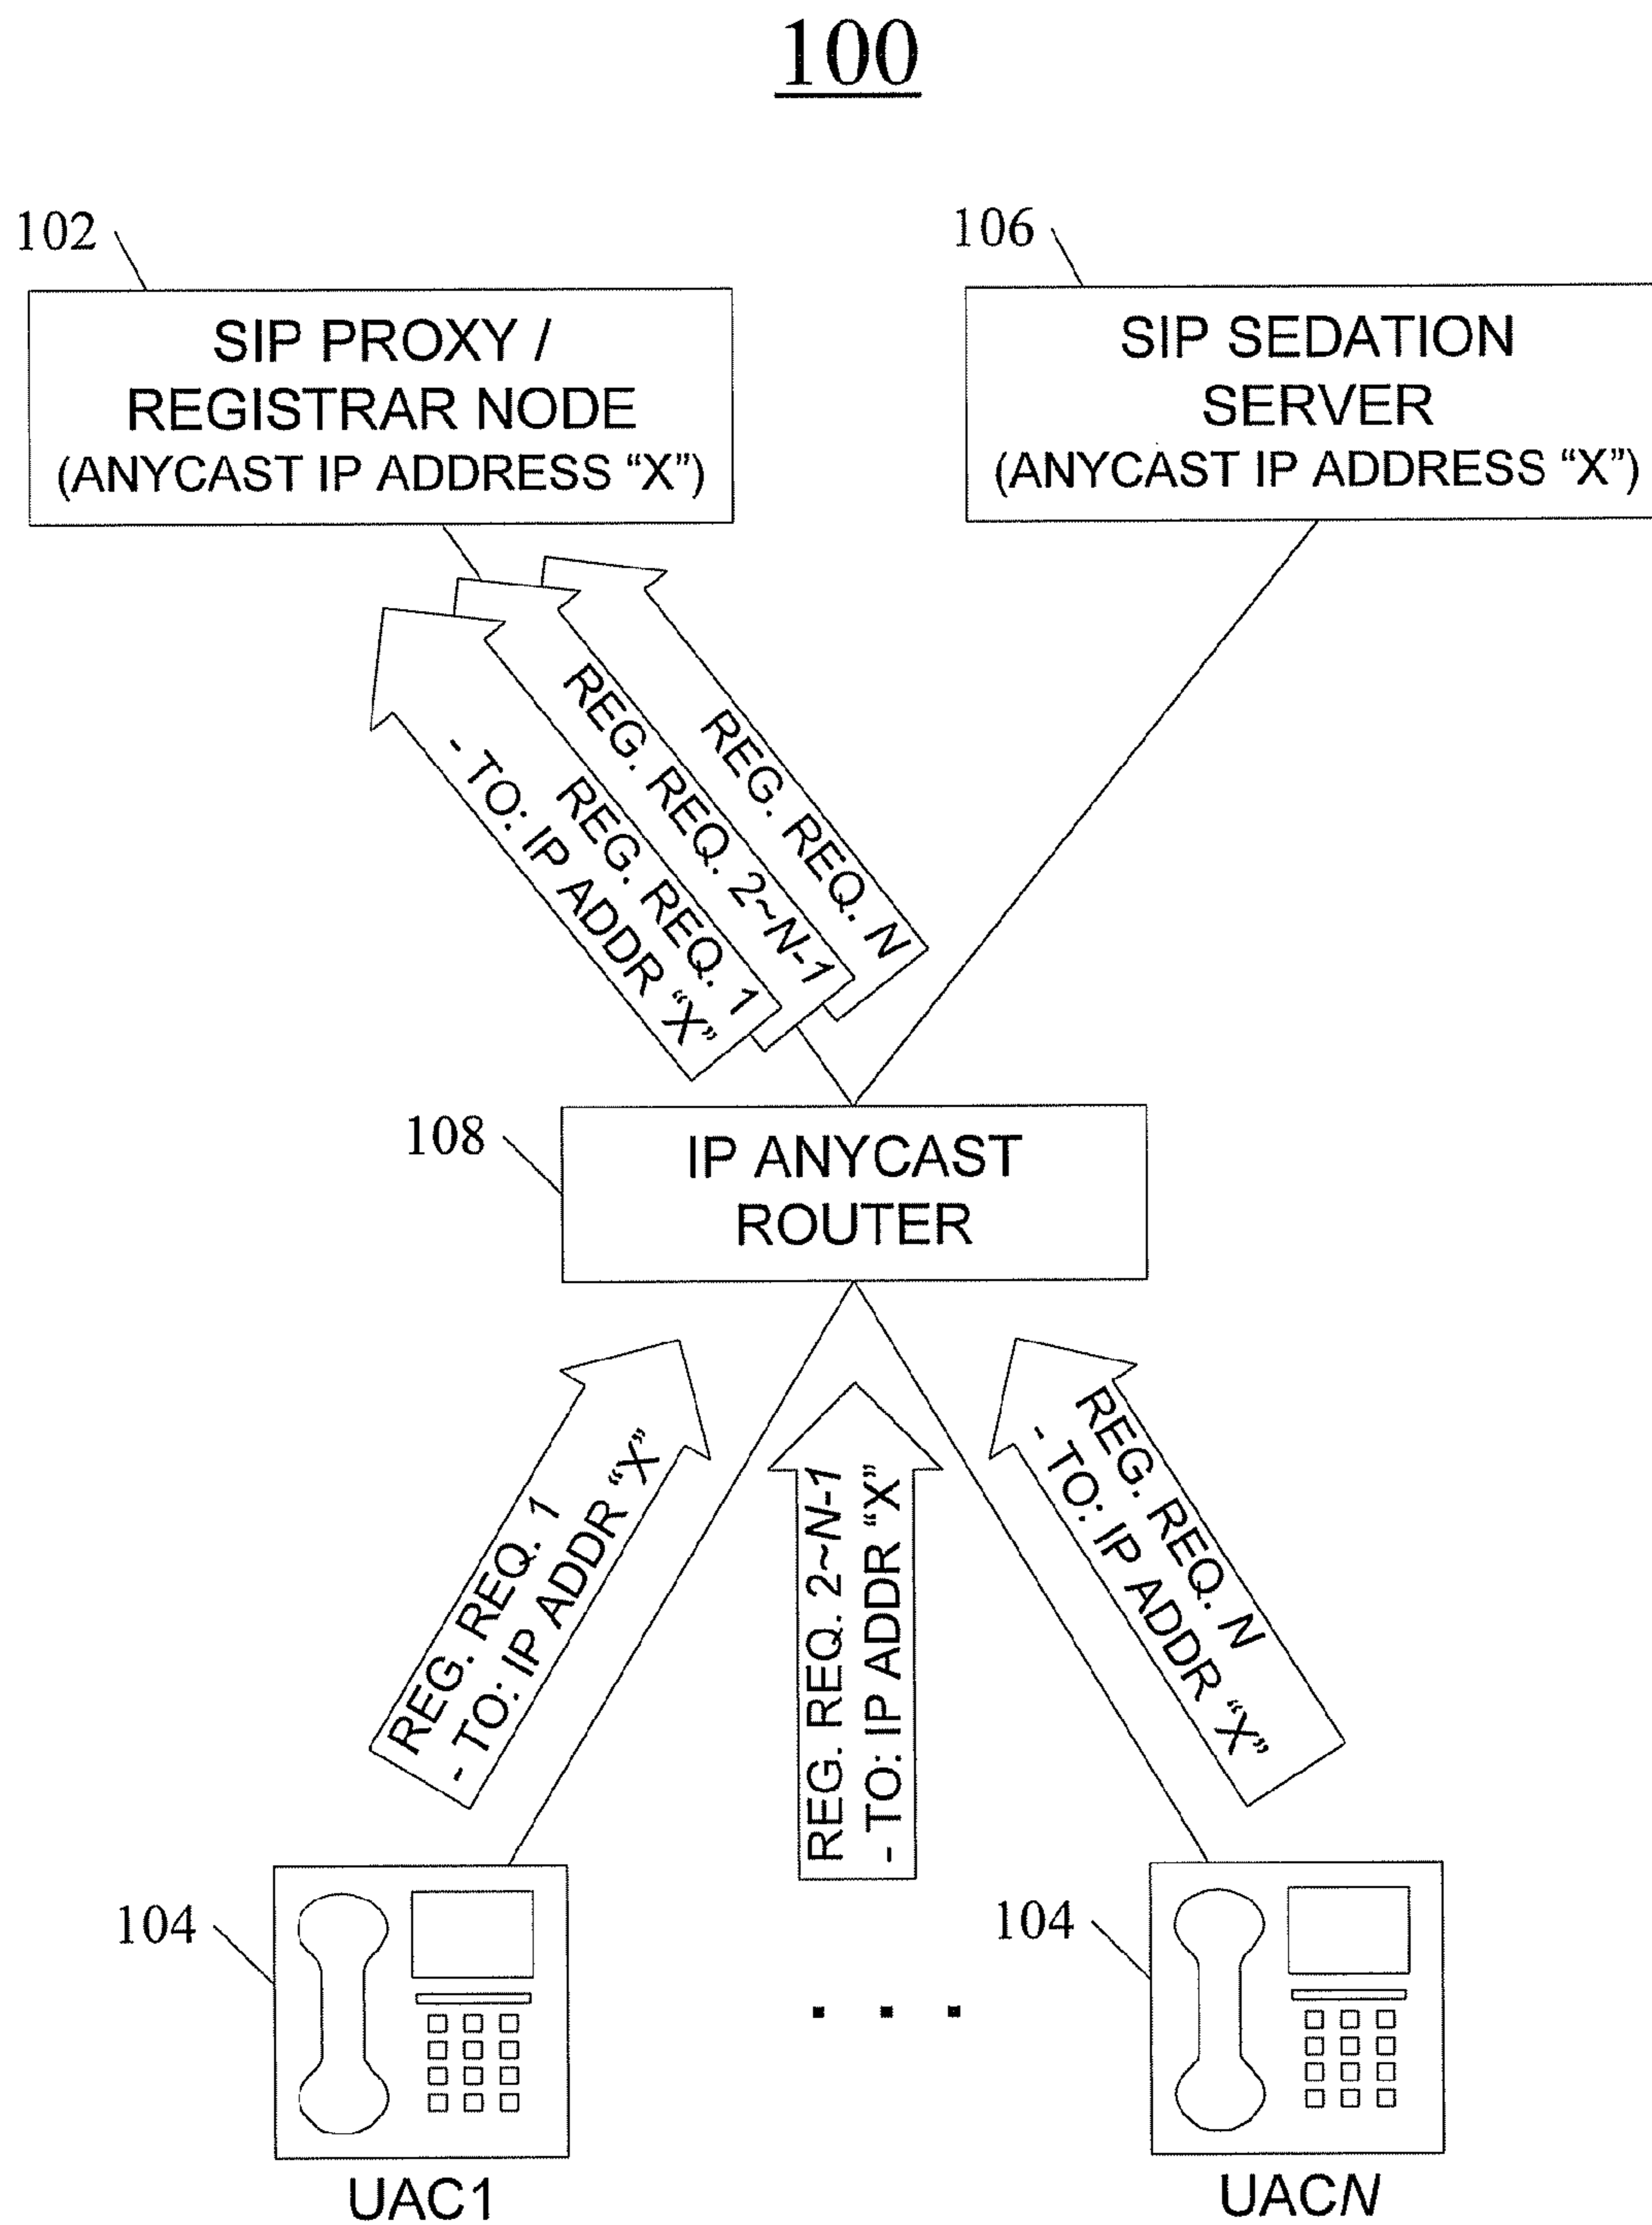 100
102
106
SIP PROXY /
REGISTRAR NODE
(ANYCAST IP ADDRESS “X”)
SIP SEDATION
SERVER
(ANYCAST IP ADDRESS “X”)
REG. REQ. N
REG. REQ. 2~N-1
REG. REQ. 1
- TO: IP ADDR “X”
108
IP ANYCAST
ROUTER
REG. REQ. 1
- TO: IP ADDR “X”
REG. REQ. 2~N-1
- TO: IP ADDR “X”
REG. REQ. N
- TO: IP ADDR “X”
104
104
. . .
UAC1
UACN